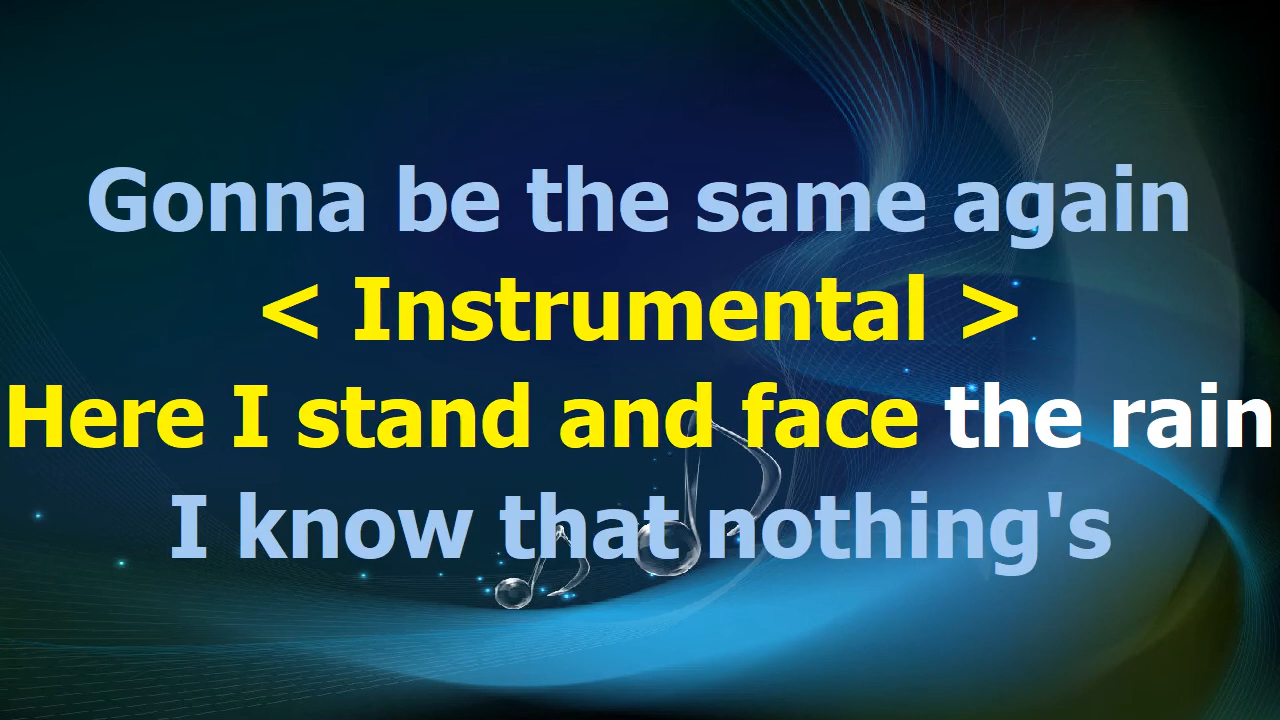 Gonna be the same again
< Instrumental >
Here I stand and face the rain
I know that nothing's